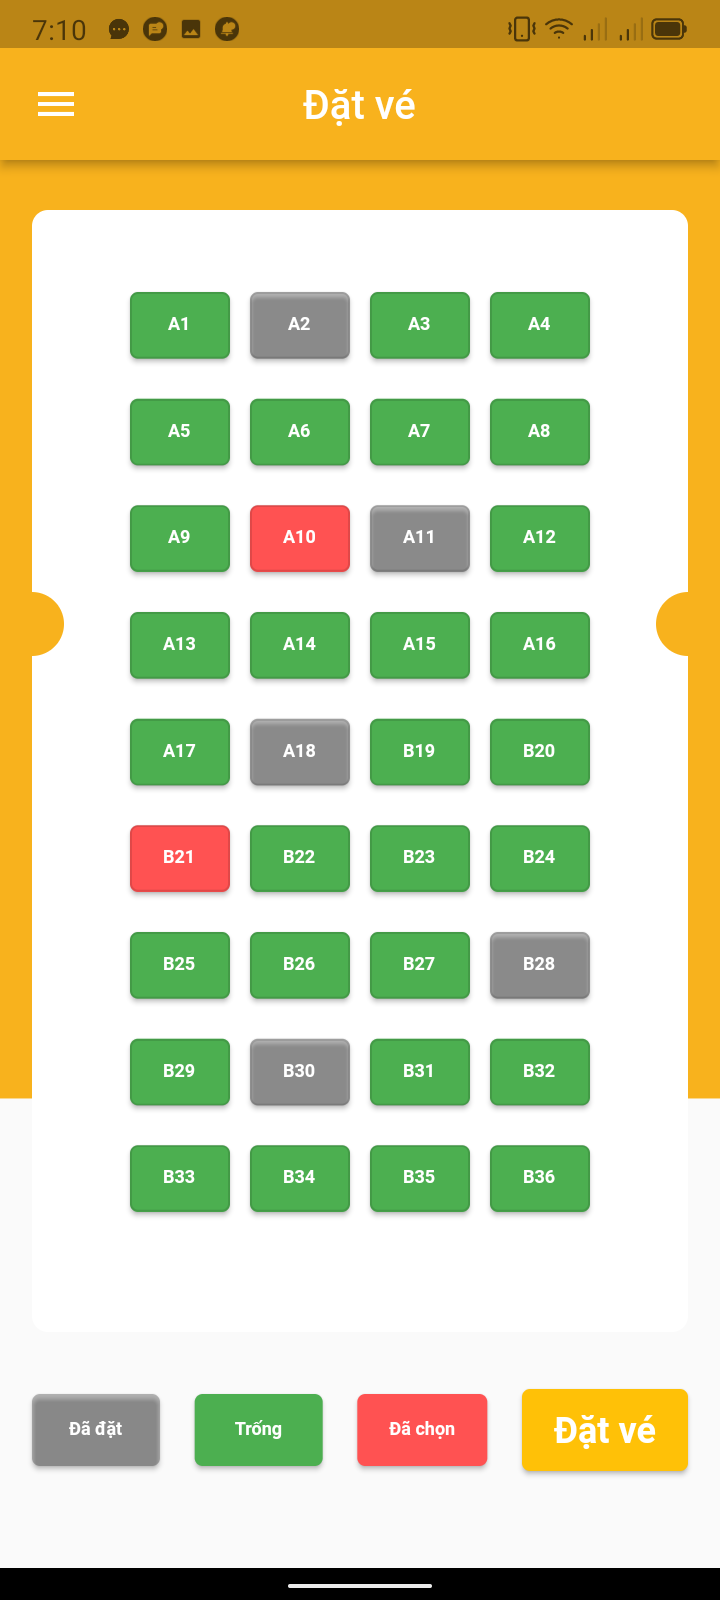 7:10
Đặt vé
A1 A2 A3 A4
A5 A6 A7 A8
A9 A10 A11 A12
A13 A14 A15 A16
A17 A18 B19 B20
B21 B22 B23 B24
B25 B26 B27 B28
B29 B30 B31 B32
B33 B34 B35 B36
Đã đặt Trống Đã chọn Đặt vé